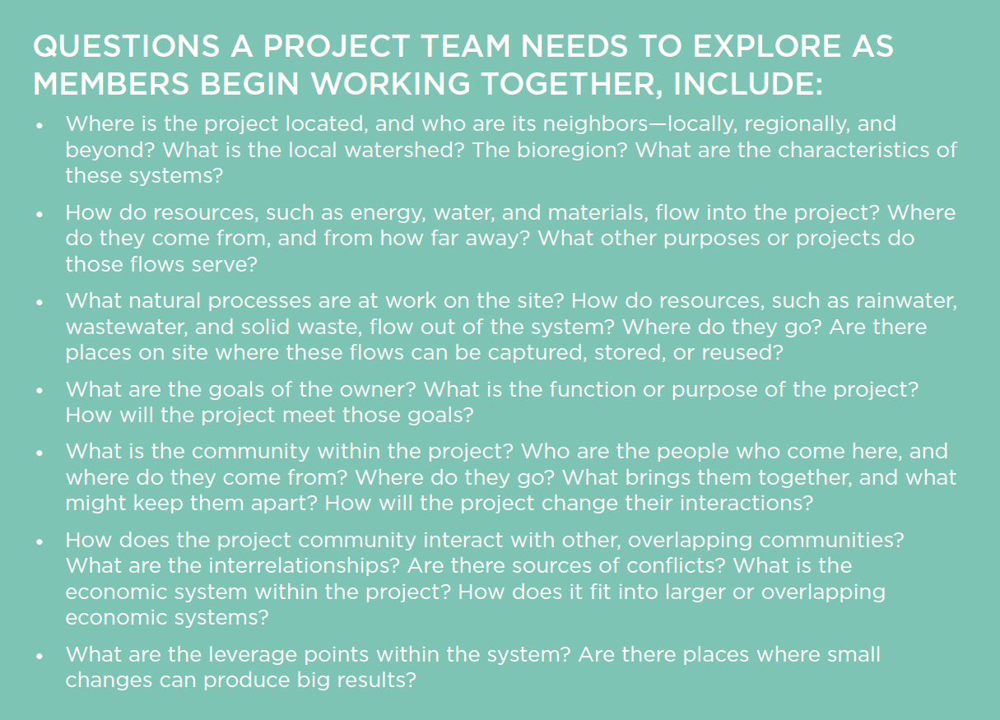 QUESTIONS A PROJECT TEAM NEEDS TO EXPLORE AS
MEMBERS BEGIN WORKING TOGETHER, INCLUDE:
• Where is the project located, and who are its neighbors—locally, regionally, and
beyond? What is the local watershed? The bioregion? What are the characteristics of
these systems?
• How do resources, such as energy, water, and materials, flow into the project? Where
do they come from, and from how far away? What other purposes or projects do
those flows serve?
• What natural processes are at work on the site? How do resources, such as rainwater,
wastewater, and solid waste, flow out of the system? Where do they go? Are there
places on site where these flows can be captured, stored, or reused?
• What are the goals of the owner? What is the function or purpose of the project?
How will the project meet those goals?
• What is the community within the project? Who are the people who come here, and
where do they come from? Where do they go? What brings them together, and what
might keep them apart? How will the project change their interactions?
• How does the project community interact with other, overlapping communities?
What are the interrelationships? Are there sources of conflicts? What is the
economic system within the project? How does it fit into larger or overlapping
economic systems?
• What are the leverage points within the system? Are there places where small
changes can produce big results?